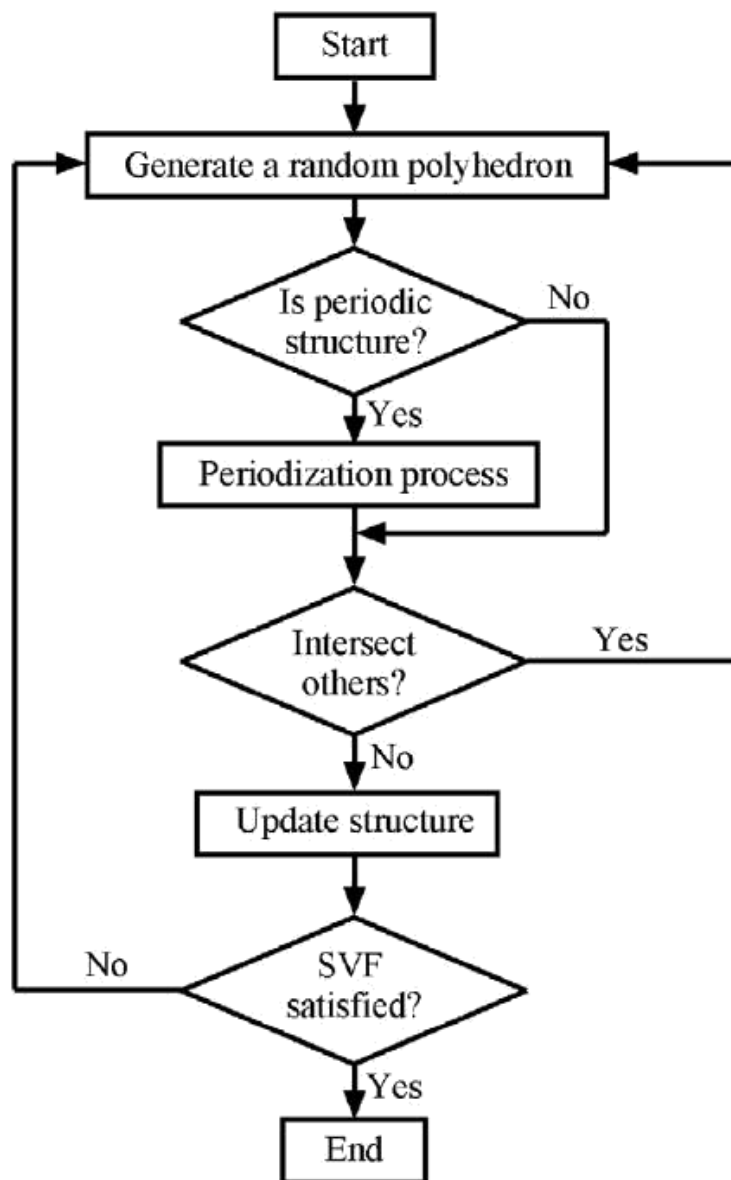 Start
Generate a random polyhedron
Is periodic
structure?
No
Yes
Periodization process
Intersect
others?
Yes
No
Update structure
SVF
satisfied?
No
Yes
End